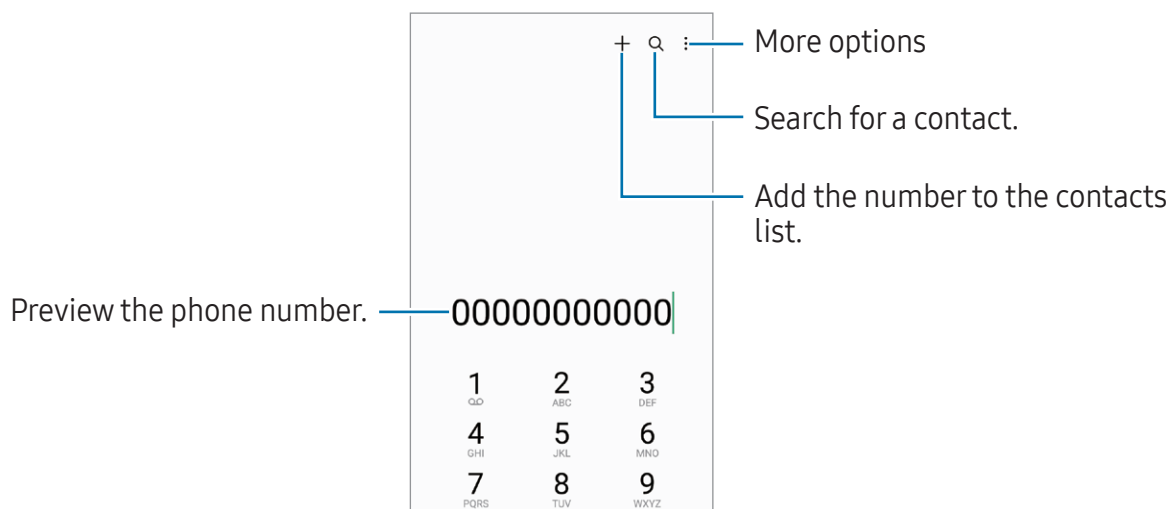 More options
Search for a contact.
Add the number to the contacts
list.
Preview the phone number.
00000000000
1 2 3
ABC DEF
4 5 6
GHI JKL MNO
7 8 9
PQRS TUV WXYZ